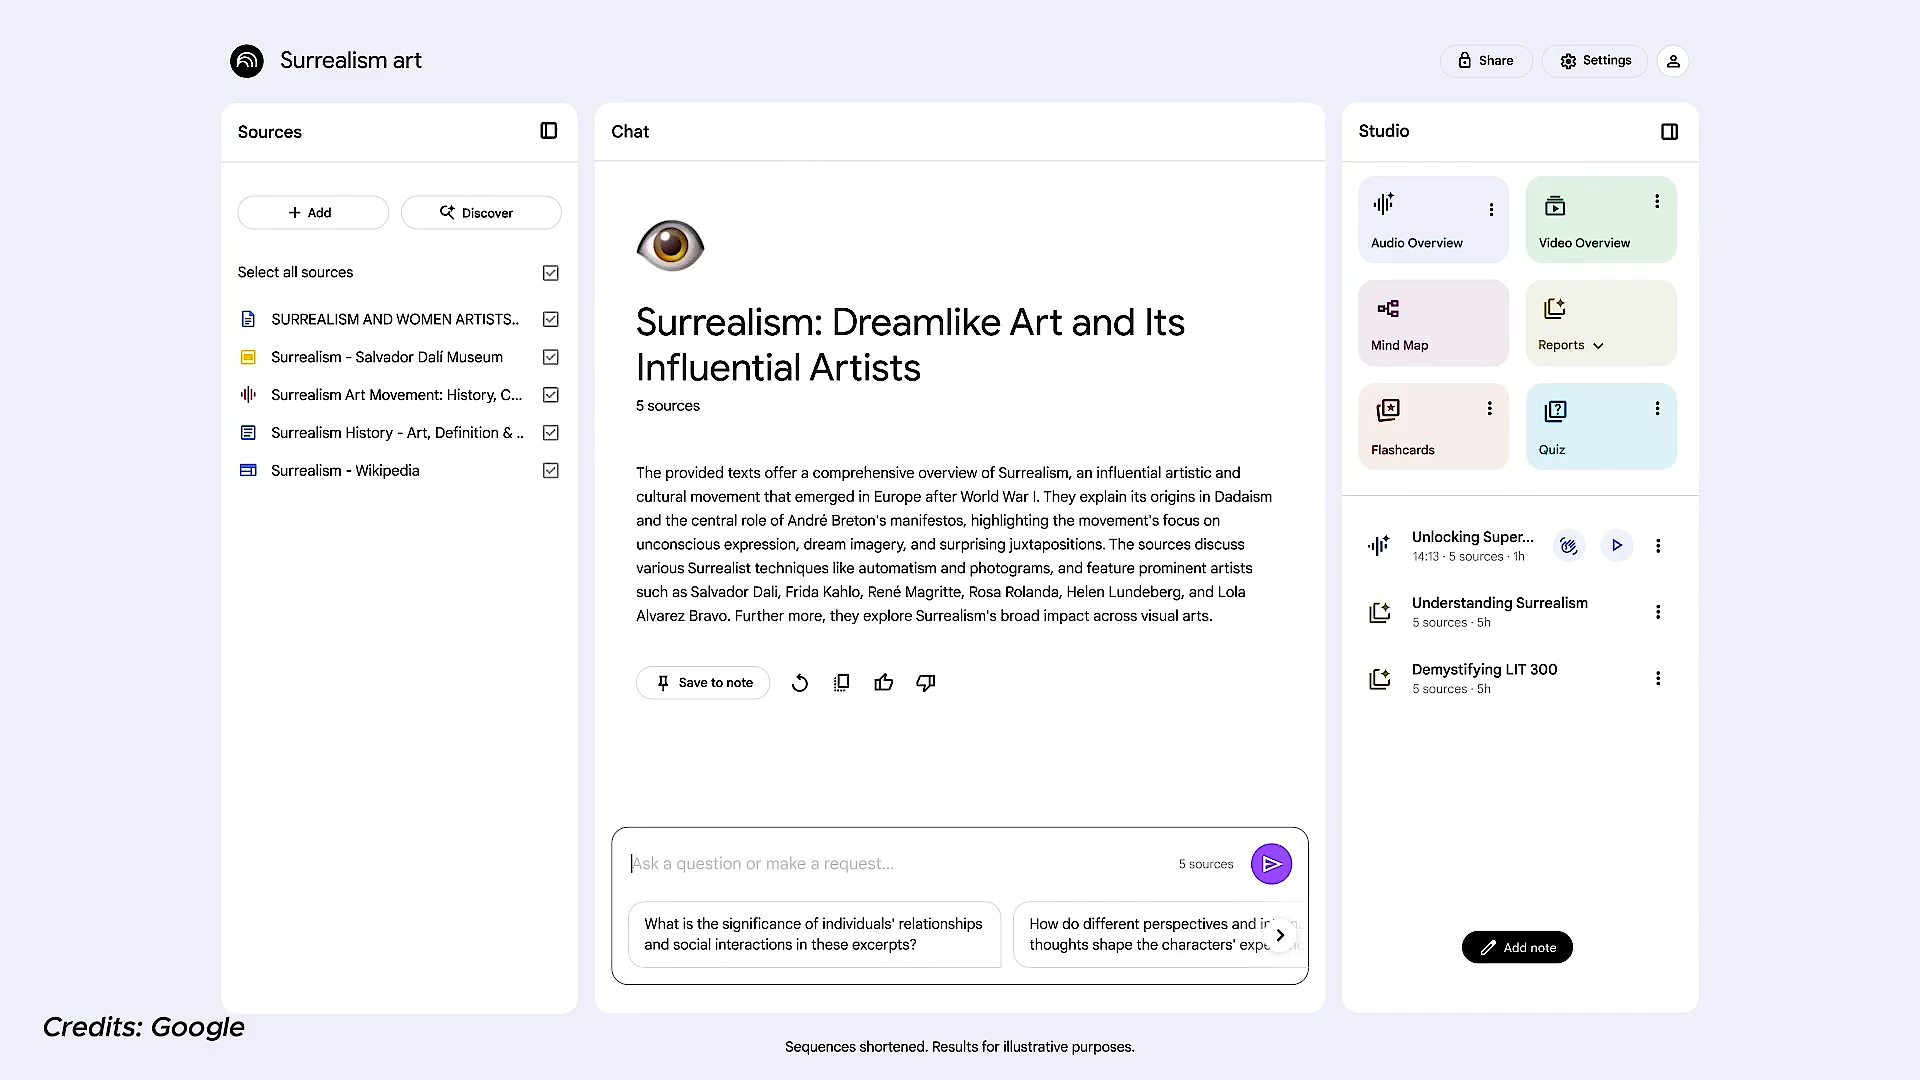 Surrealism art
Share
Settings
Sources
Add
Discover
Select all sources
SURREALISM AND WOMEN ARTISTS..
Surrealism - Salvador Dalí Museum
Surrealism Art Movement: History, C...
Surrealism History - Art, Definition & ..
Surrealism - Wikipedia
Chat
Surrealism: Dreamlike Art and Its
Influential Artists
5 sources
The provided texts offer a comprehensive overview of Surrealism, an influential artistic and
cultural movement that emerged in Europe after World War I. They explain its origins in Dadaism
and the central role of André Breton's manifestos, highlighting the movement's focus on
unconscious expression, dream imagery, and surprising juxtapositions. The sources discuss
various Surrealist techniques like automatism and photograms, and feature prominent artists
such as Salvador Dali, Frida Kahlo, René Magritte, Rosa Rolanda, Helen Lundeberg, and Lola
Alvarez Bravo. Further more, they explore Surrealism's broad impact across visual arts.
Save to note
Ask a question or make a request...
5 sources
What is the significance of individuals' relationships
and social interactions in these excerpts?
How do different perspectives and
thoughts shape the characters'
Studio
Audio Overview
Video Overview
Mind Map
Reports
Flashcards
Quiz
Unlocking Super...
14:13 · 5 sources · 1h
Understanding Surrealism
5 sources · 5h
Demystifying LIT 300
5 sources · 5h
Add note
Credits: Google
Sequences shortened. Results for illustrative purposes.